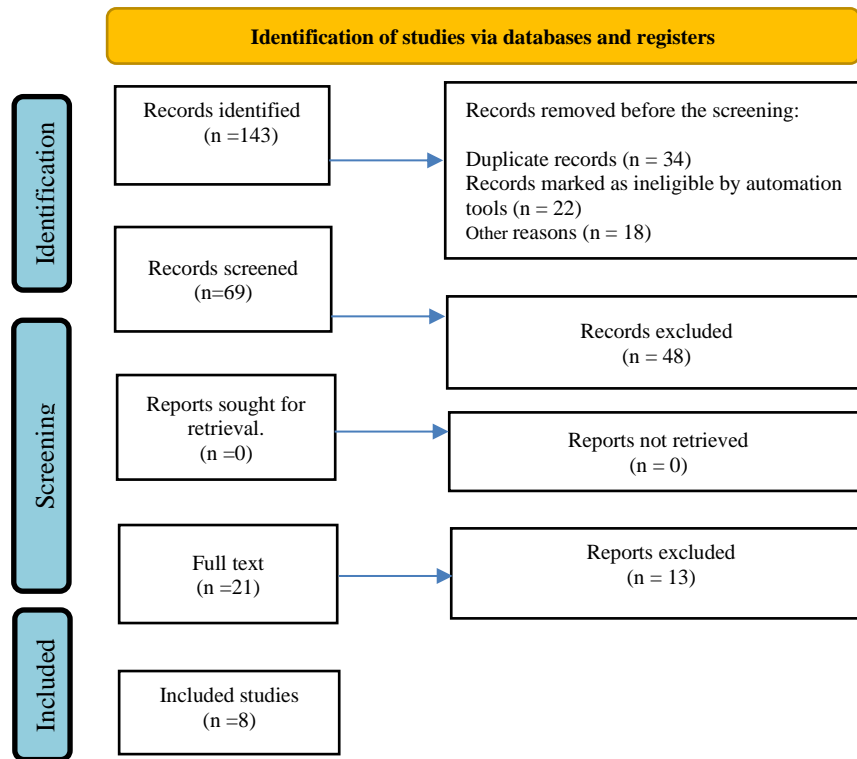 Identification of studies via databases and registers
Identification
Records identified
(n =143)
Records removed before the screening:
Duplicate records (n = 34)
Records marked as ineligible by automation
tools (n = 22)
Other reasons (n = 18)
Records screened
(n=69)
Records excluded
(n = 48)
Screening
Reports sought for
retrieval.
(n =0)
Reports not retrieved
(n = 0)
Full text
(n =21)
Reports excluded
(n = 13)
Included
Included studies
(n =8)